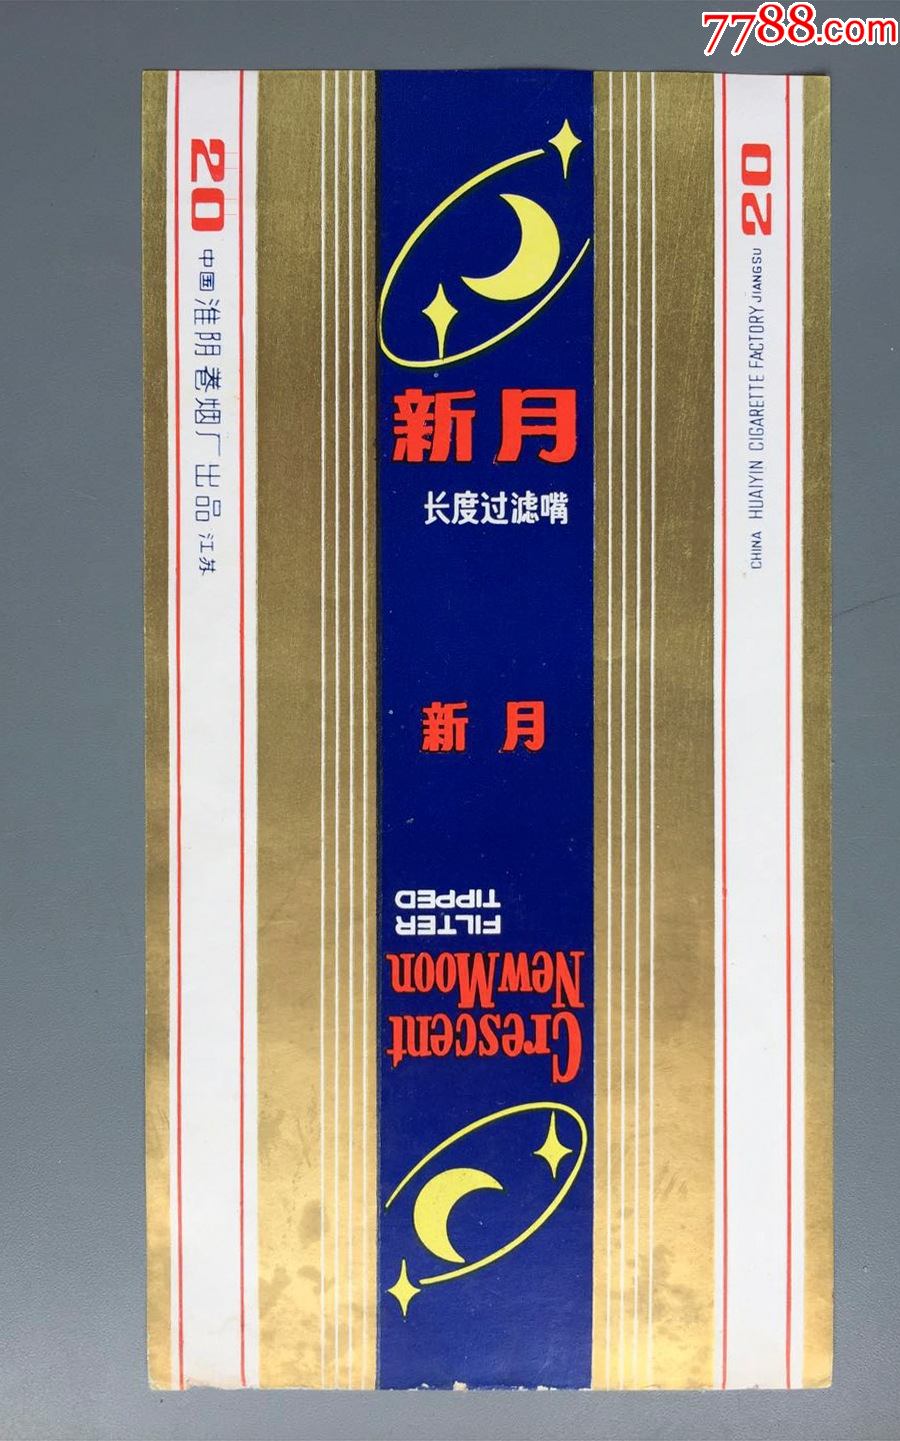 7788.com
20
中国 淮阴卷烟厂出品 江苏
新月
长度过滤嘴
新月
Crescent
NewMoon
FILTER
TIPPED
20
CHINA HUAIYIN CIGARETTE FACTORY JIANGSU